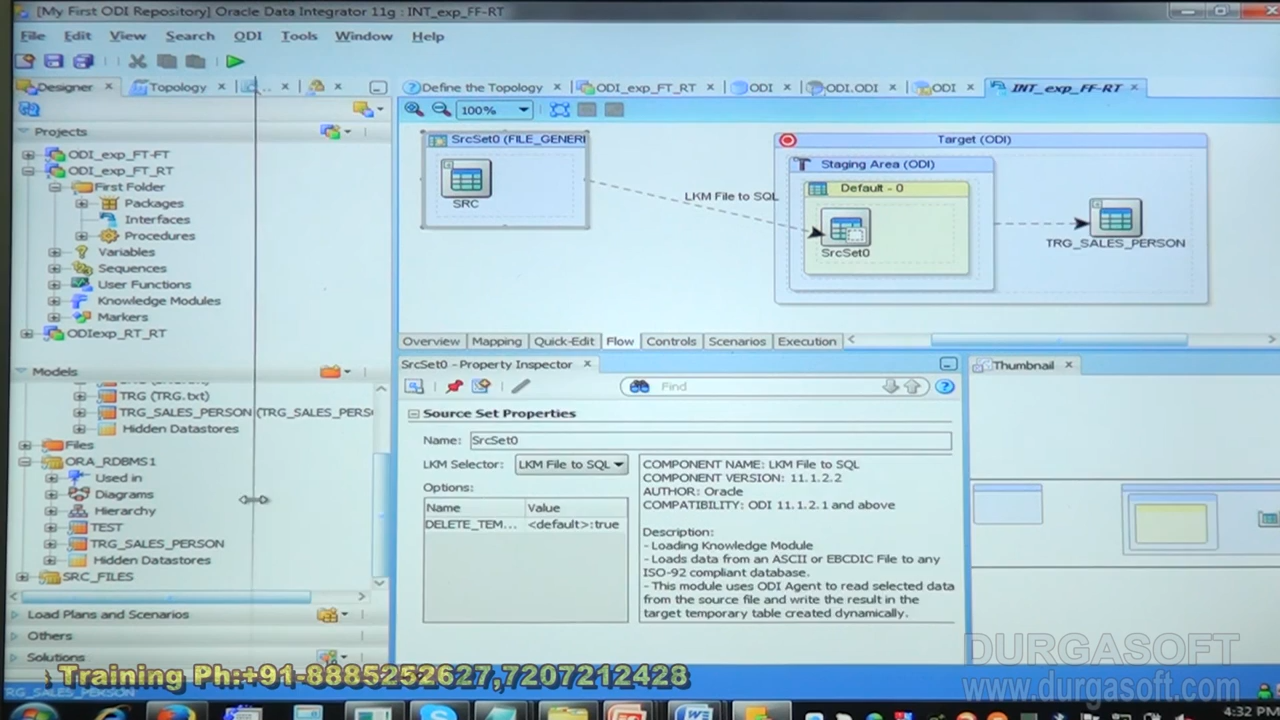 [My First ODI Repository] Oracle Data Integrator 11g : INT_exp_FF-RT
File Edit View Search ODI Tools Window Help
Designer Topology Define the Topology ODI_exp_FT_RT ODI ODI.ODI ODI INT_exp_FF-RT
100%
Projects
ODI_exp_FT-FT
ODI_exp_FT_RT
First Folder
Packages
Interfaces
Procedures
Variables
Sequences
User Functions
Knowledge Modules
Markers
ODIexp_RT_RT
SrcSet0 (FILE_GENERI
SRC
LKM File to SQL
Target (ODI)
Staging Area (ODI)
Default - 0
SrcSet0
TRG_SALES_PERSON
Overview Mapping Quick-Edit Flow Controls Scenarios Execution
Models
TRG (TRG.txt)
TRG_SALES_PERSON (TRG_SALES_PERS
Hidden Datastores
Files
ORA_RDBMS1
Used in
Diagrams
Hierarchy
TEST
TRG_SALES_PERSON
Hidden Datastores
SRC_FILES
Load Plans and Scenarios
Others
Solutions
TRG_SALES_PERSON
SrcSet0 - Property Inspector
Find
Source Set Properties
Name: SrcSet0
LKM Selector: LKM File to SQL
Options:
Name Value
DELETE_TEM... <default>:true
COMPONENT NAME: LKM File to SQL
COMPONENT VERSION: 11.1.2.2
AUTHOR: Oracle
COMPATIBILITY: ODI 11.1.2.1 and above
Description:
- Loading Knowledge Module
- Loads data from an ASCII or EBCDIC File to any
ISO-92 compliant database.
- This module uses ODI Agent to read selected data
from the source file and write the result in the
target temporary table created dynamically.
Thumbnail
Training Ph:+91-8885252627,7207212428
DURGASOFT
www.durgasoft.com
4:32 PM